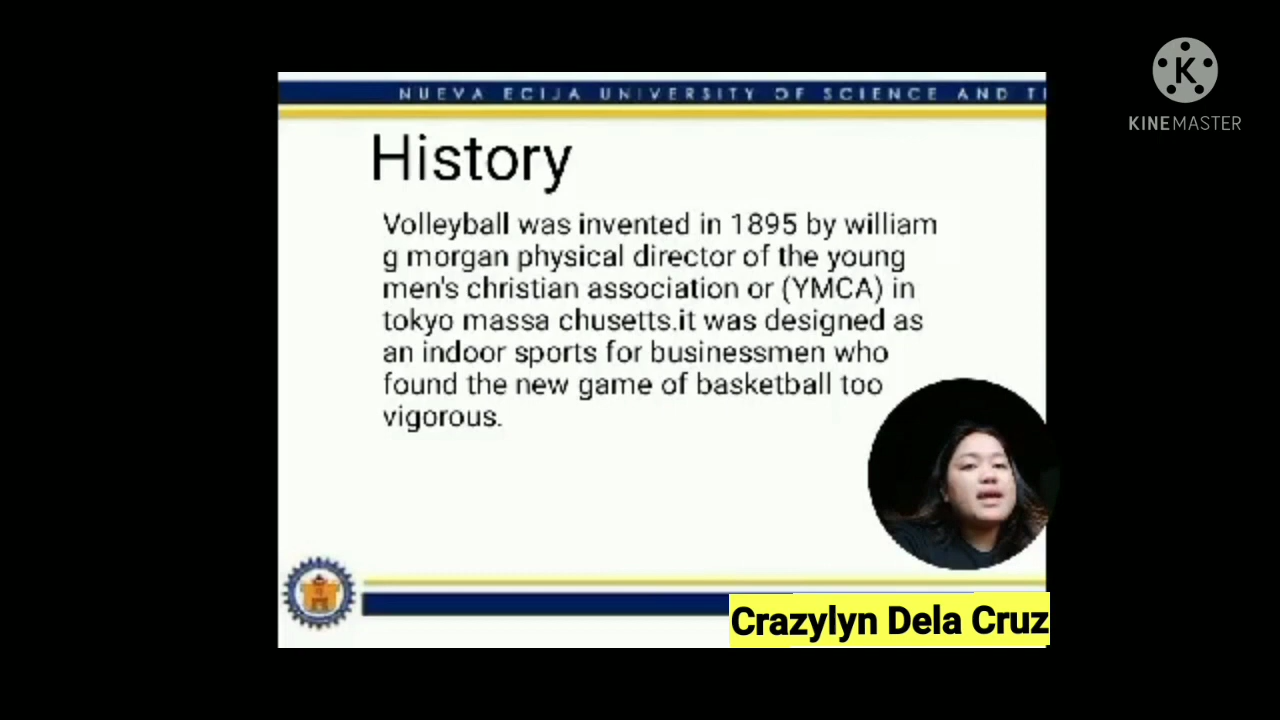 NUEVA ECIJA UNIVERSITY OF SCIENCE AND T
K
KINEMASTER
History
Volleyball was invented in 1895 by william
g morgan physical director of the young
men's christian association or (YMCA) in
tokyo massa chusetts.it was designed as
an indoor sports for businessmen who
found the new game of basketball too
vigorous.
Crazylyn Dela Cruz